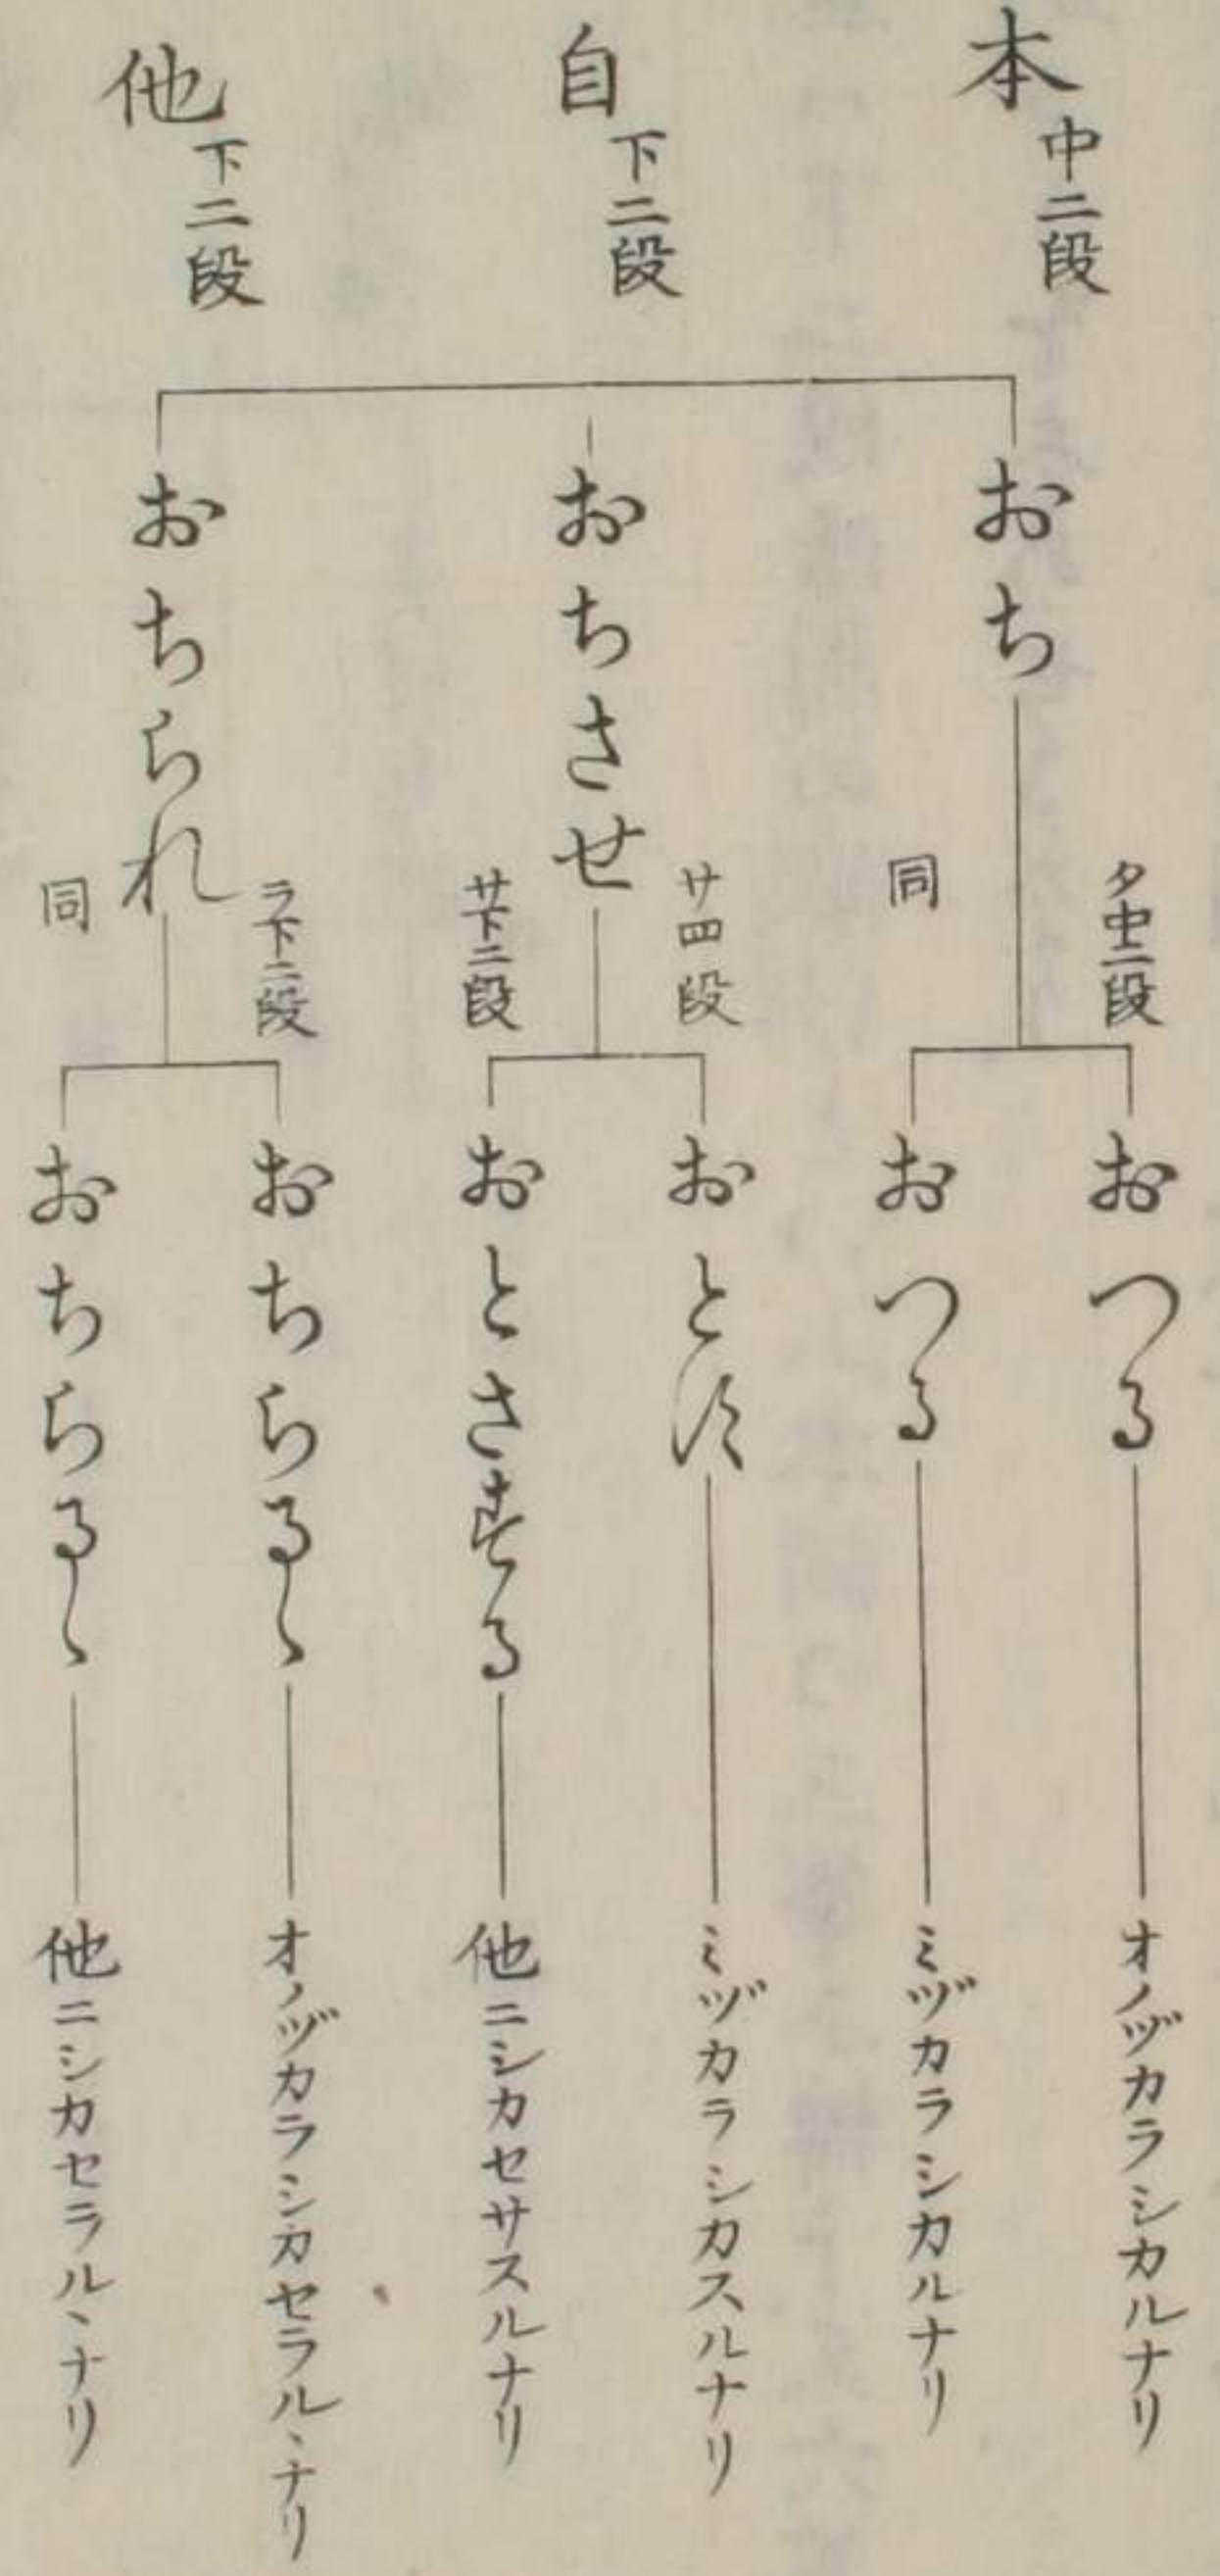 本 中二段
おち
タ中二段
おつる
オノヅカラシカルナリ
同
おつる
ミヅカラシカルナリ
自 下二段
おちさせ
サ四段
おとす
ミヅカラシカスルナリ
サ下二段
おとさする
他ニシカセサスルナリ
他 下二段
おちられ
ラ下二段
おちらるゝ
オノヅカラシカセラルヽナリ
同
おちらるゝ
他ニシカセラルヽナリ